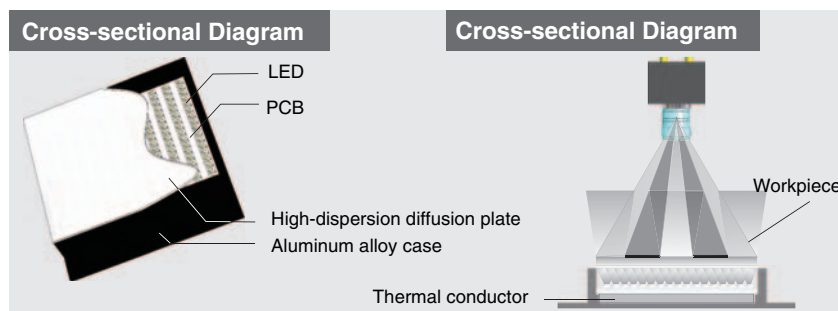 Cross-sectional Diagram
LED
PCB
High-dispersion diffusion plate
Aluminum alloy case
Cross-sectional Diagram
Workpiece
Thermal conductor